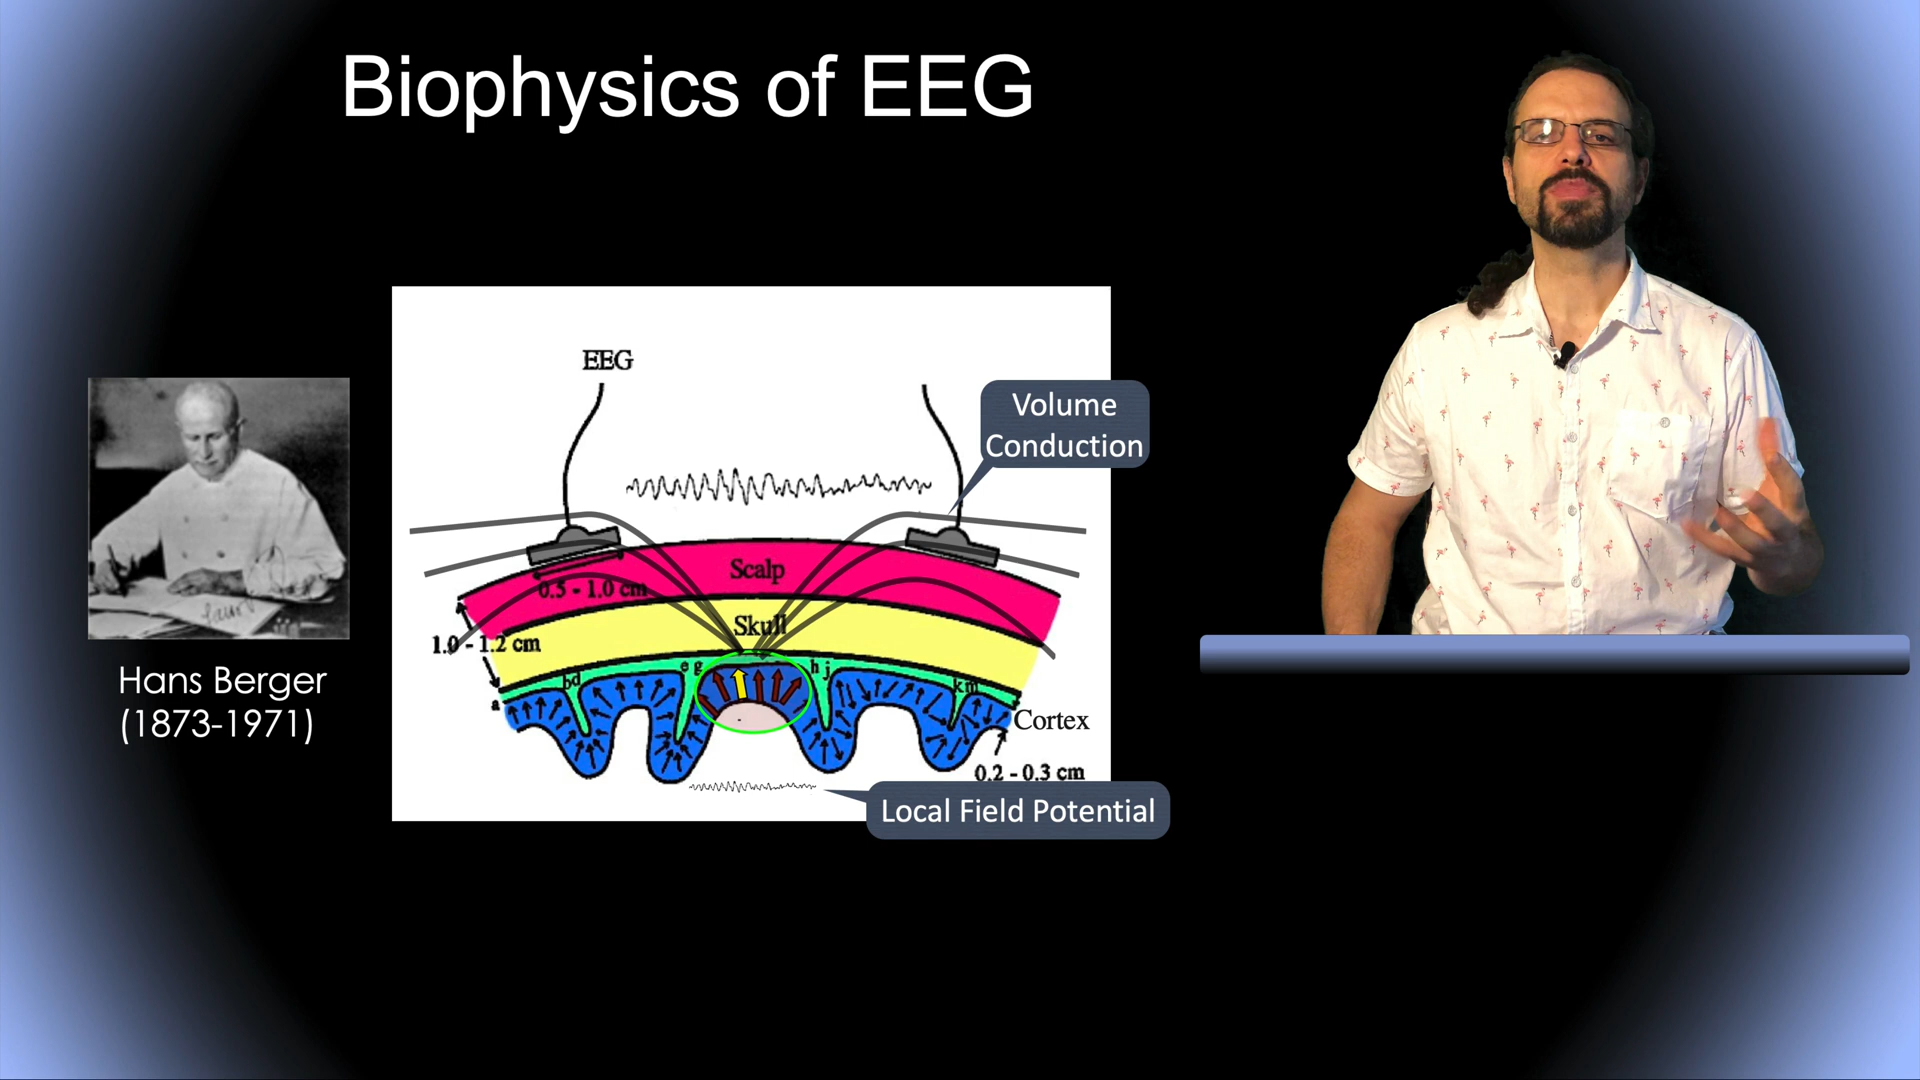 Biophysics of EEG
EEG
Volume
Conduction
Scalp
0.5 - 1.0 cm
Skull
1.0 - 1.2 cm
e g
h j
b d
k m
a
Cortex
0.2 - 0.3 cm
Local Field Potential
Hans Berger
(1873-1971)